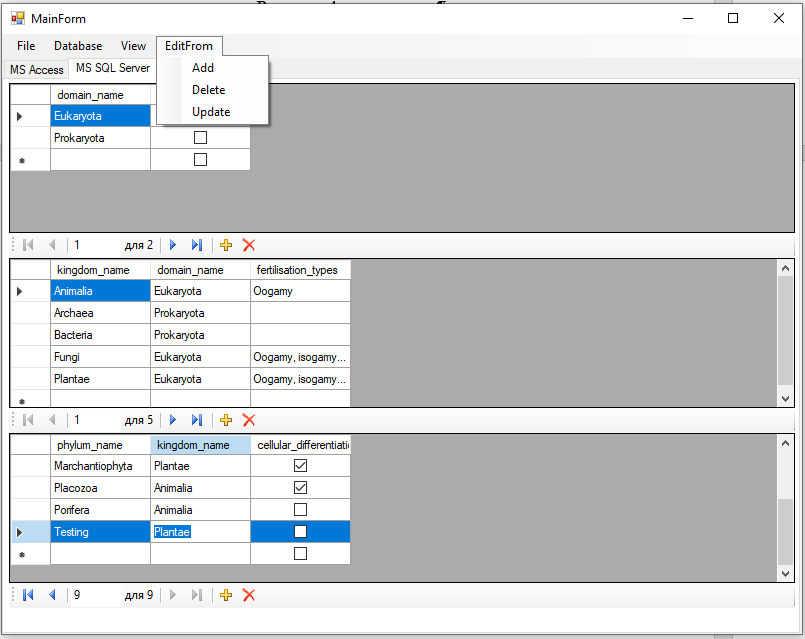 MainForm
File Database View EditFrom
Add
Delete
Update
MS Access MS SQL Server
domain_name
Eukaryota
Prokaryota
1 для 2
kingdom_name domain_name fertilisation_types
Animalia Eukaryota Oogamy
Archaea Prokaryota
Bacteria Prokaryota
Fungi Eukaryota Oogamy, isogamy...
Plantae Eukaryota Oogamy, isogamy...
1 для 5
phylum_name kingdom_name cellular_differentiati
Marchantiophyta Plantae
Placozoa Animalia
Porifera Animalia
Testing Plantae
9 для 9